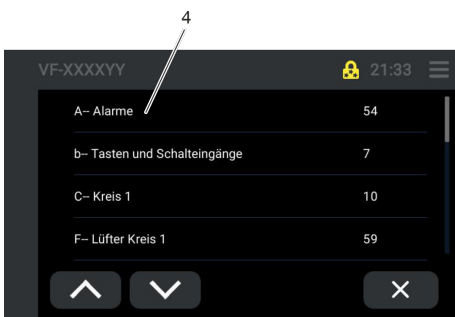 4
VF-XXXXYY 21:33
A-- Alarme 54
b-- Tasten und Schalteingänge 7
C-- Kreis 1 10
F-- Lüfter Kreis 1 59